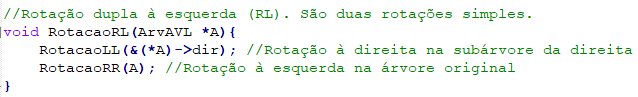 //Rotação dupla à esquerda (RL). São duas rotações simples.
void RotacaoRL(ArvAVL *A){
    RotacaoLL(&(*A)->dir); //Rotação à direita na subárvore da direita
    RotacaoRR(A); //Rotação à esquerda na árvore original
}